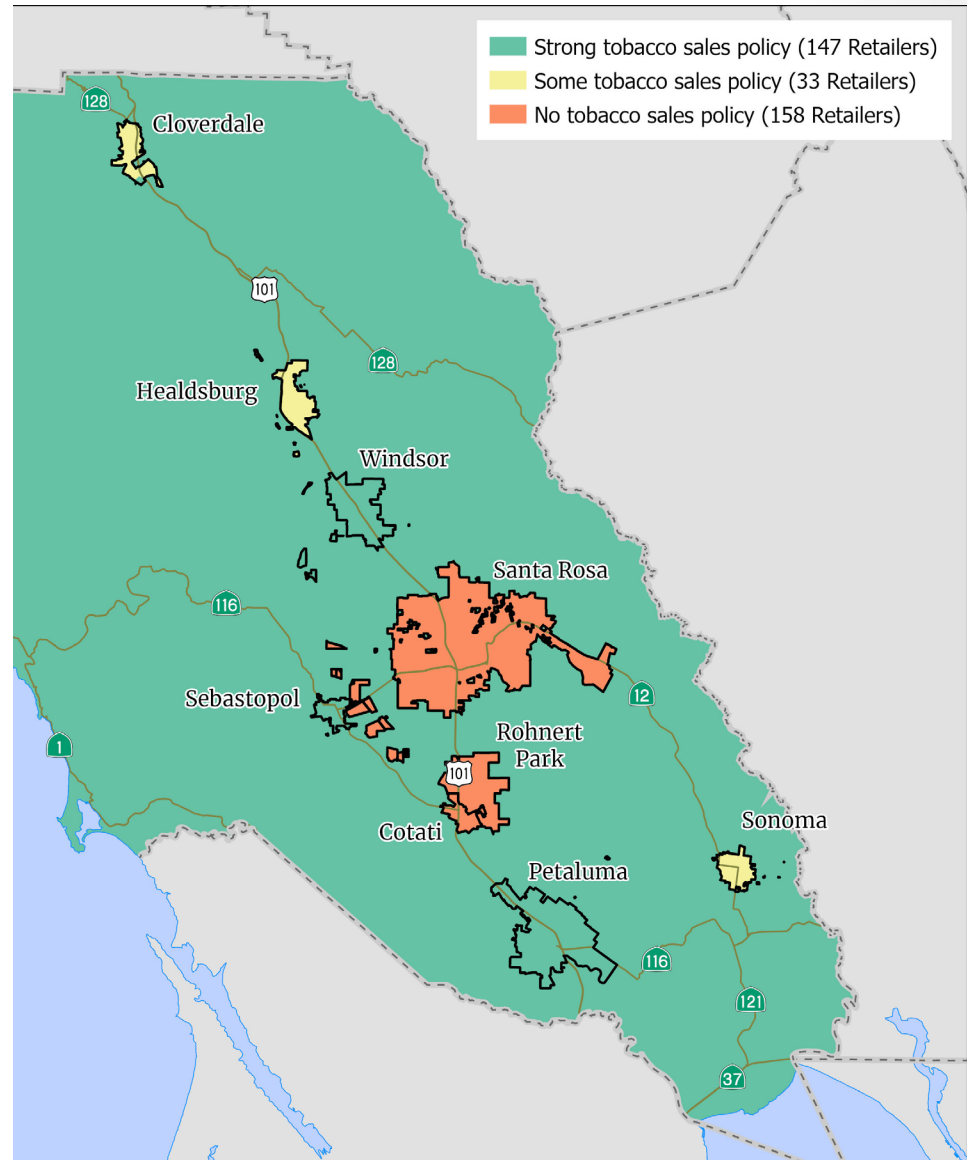 Strong tobacco sales policy (147 Retailers)
Some tobacco sales policy (33 Retailers)
No tobacco sales policy (158 Retailers)
128
Cloverdale
101
128
Healdsburg
Windsor
Santa Rosa
116
Sebastopol
12
Rohnert
Park
1
101
Cotati
Sonoma
Petaluma
116
121
37